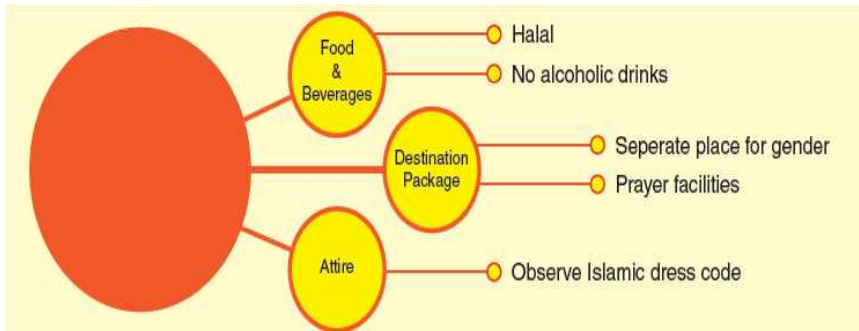 Food
&
Beverages
Halal
No alcoholic drinks
Destination
Package
Seperate place for gender
Prayer facilities
Attire
Observe Islamic dress code